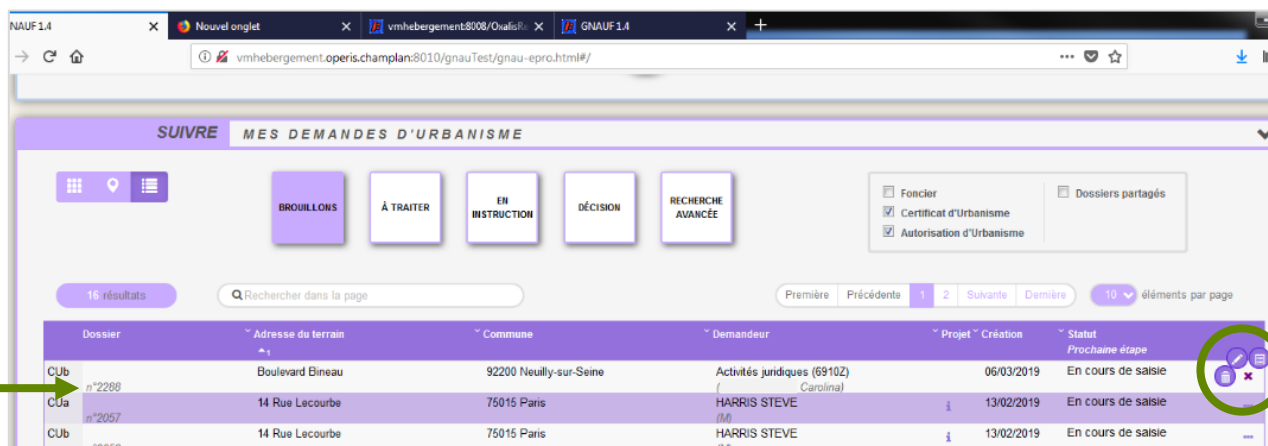 NAUF 1.4 Nouvel onglet vmhebergement:8008/OxalisRe GNAUF 1.4
vmhebergement.operis.champlan:8010/gnauTest/gnau-epro.html#/
SUIVRE MES DEMANDES D'URBANISME
BROUILLONS
À TRAITER
EN
INSTRUCTION
DÉCISION
RECHERCHE
AVANCÉE
Foncier
Certificat d'Urbanisme
Autorisation d'Urbanisme
Dossiers partagés
16 résultats Rechercher dans la page Première Précédente 1 2 Suivante Dernière 10 éléments par page
Dossier Adresse du terrain Commune Demandeur Projet Création Statut
1 Prochaine étape
CUb Boulevard Bineau 92200 Neuilly-sur-Seine Activités juridiques (6910Z) 06/03/2019 En cours de saisie
n°2288 ( Carolina)
CUa 14 Rue Lecourbe 75015 Paris HARRIS STEVE 13/02/2019 En cours de saisie
n°2057 (M)
CUb 14 Rue Lecourbe 75015 Paris HARRIS STEVE 13/02/2019 En cours de saisie